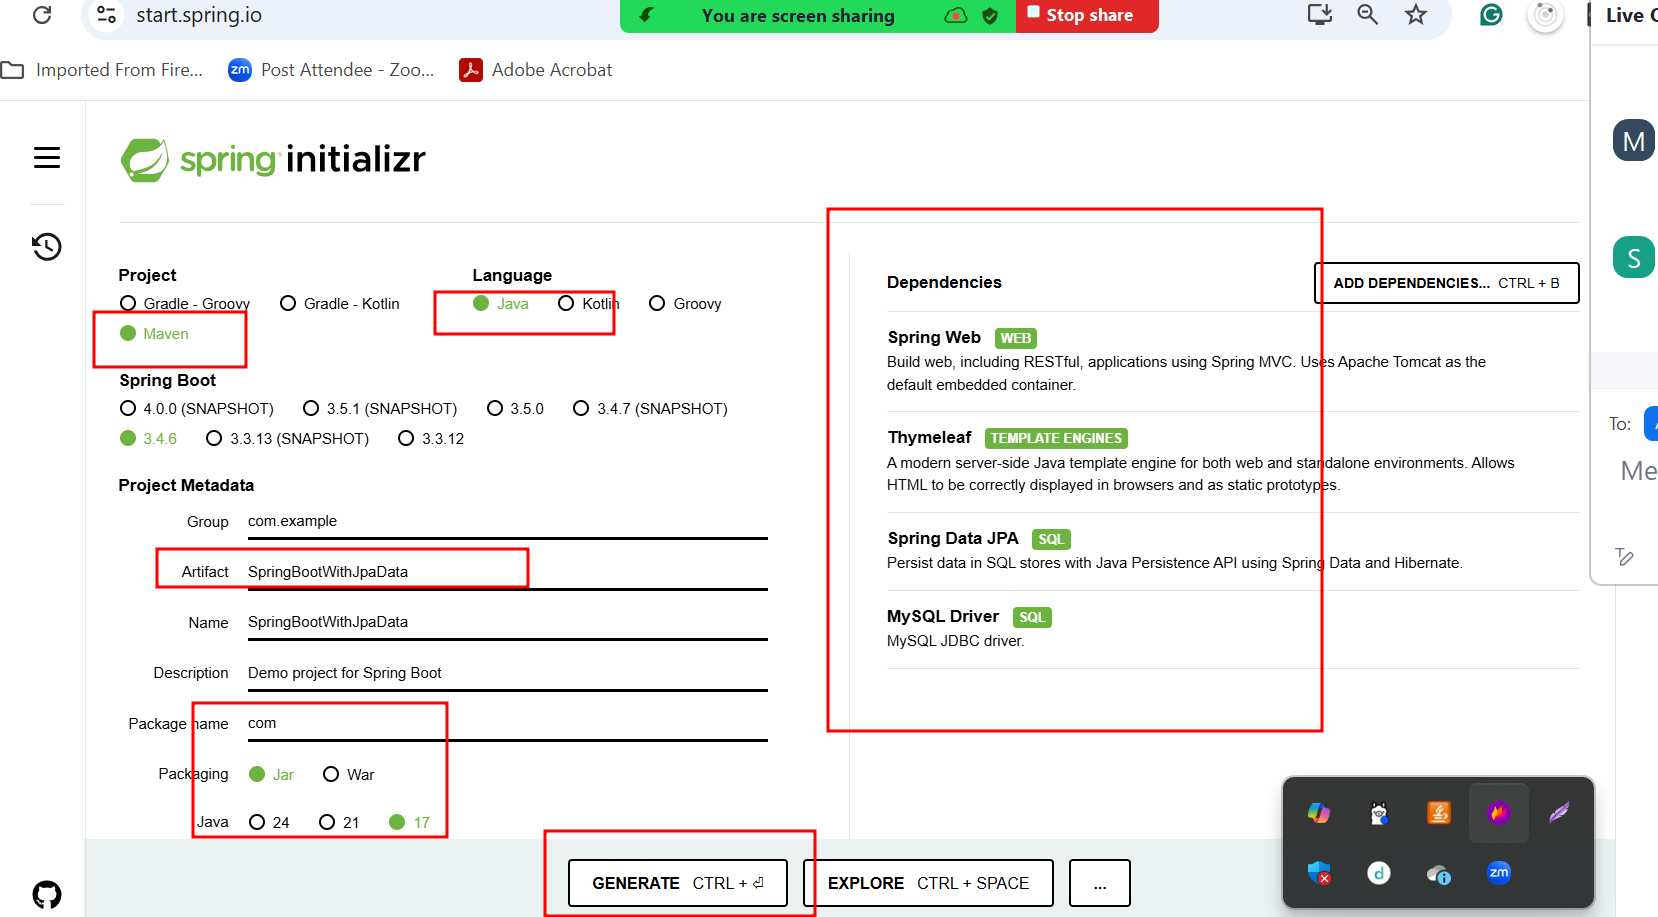 start.spring.io
You are screen sharing
Stop share
Live
Imported From Fire...
zm
Post Attendee - Zoo...
Adobe Acrobat
M
spring initializr
S
Project
Language
Dependencies
ADD DEPENDENCIES... CTRL + B
Gradle - Groovy
Gradle - Kotlin
Java
Kotlin
Groovy
Maven
Spring Web WEB
Build web, including RESTful, applications using Spring MVC. Uses Apache Tomcat as the
default embedded container.
Spring Boot
4.0.0 (SNAPSHOT)
3.5.1 (SNAPSHOT)
3.5.0
3.4.7 (SNAPSHOT)
3.4.6
3.3.13 (SNAPSHOT)
3.3.12
Thymeleaf TEMPLATE ENGINES
A modern server-side Java template engine for both web and standalone environments. Allows
HTML to be correctly displayed in browsers and as static prototypes.
To:
Me
Project Metadata
Group com.example
Artifact SpringBootWithJpaData
Name SpringBootWithJpaData
Description Demo project for Spring Boot
Package name com
Packaging Jar War
Java 24 21 17
Spring Data JPA SQL
Persist data in SQL stores with Java Persistence API using Spring Data and Hibernate.
MySQL Driver SQL
MySQL JDBC driver.
GENERATE CTRL + ⏎
EXPLORE CTRL + SPACE
...
d
zm